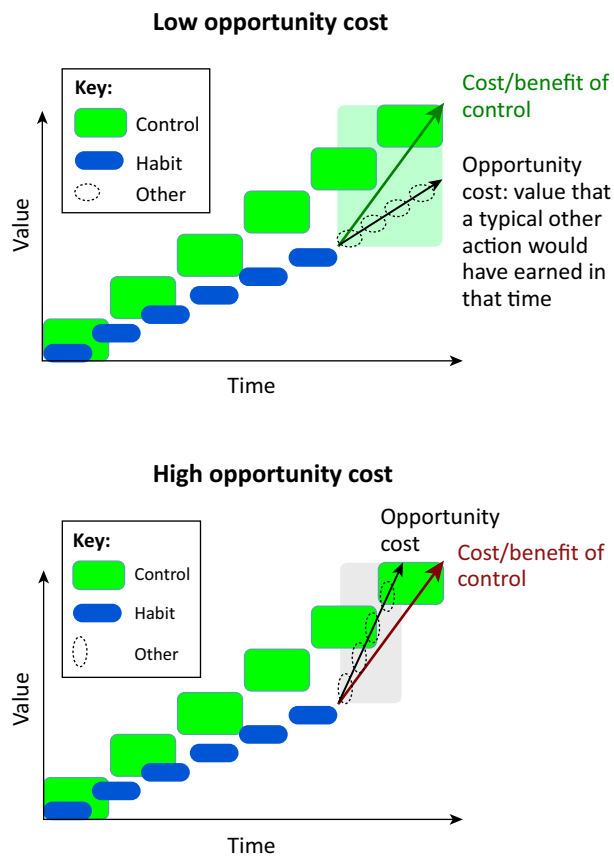 Low opportunity cost
Key:
Control
Habit
Other
Cost/benefit of
control
Opportunity
cost: value that
a typical other
action would
have earned in
that time
Value
Time
High opportunity cost
Key:
Control
Habit
Other
Opportunity
cost
Cost/benefit of
control
Value
Time